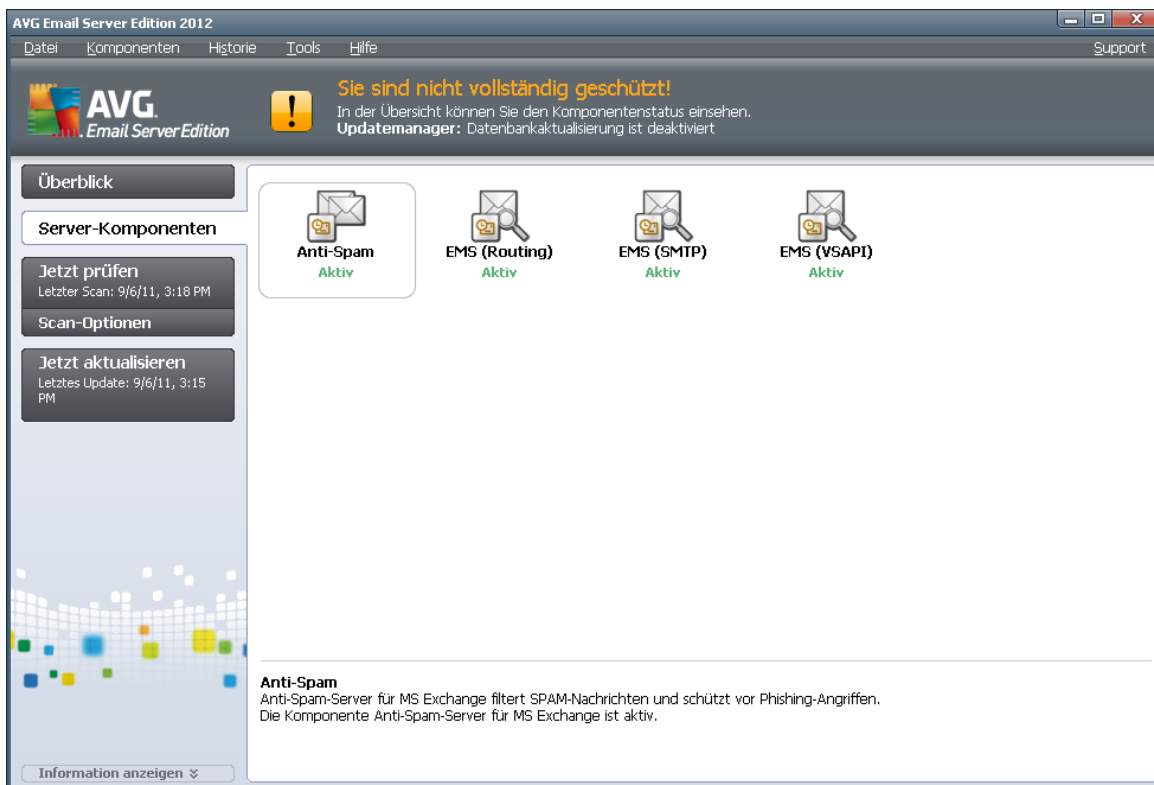 AVG Email Server Edition 2012
Datei Komponenten Historie Tools Hilfe Support
AVG.
Email Server Edition
Sie sind nicht vollständig geschützt!
In der Übersicht können Sie den Komponentenstatus einsehen.
Updatemanager: Datenbankaktualisierung ist deaktiviert
Überblick
Server-Komponenten
Jetzt prüfen
Letzter Scan: 9/6/11, 3:18 PM
Scan-Optionen
Jetzt aktualisieren
Letztes Update: 9/6/11, 3:15
PM
Anti-Spam
Aktiv
EMS (Routing)
Aktiv
EMS (SMTP)
Aktiv
EMS (VSAPI)
Aktiv
Anti-Spam
Anti-Spam-Server für MS Exchange filtert SPAM-Nachrichten und schützt vor Phishing-Angriffen.
Die Komponente Anti-Spam-Server für MS Exchange ist aktiv.
Information anzeigen